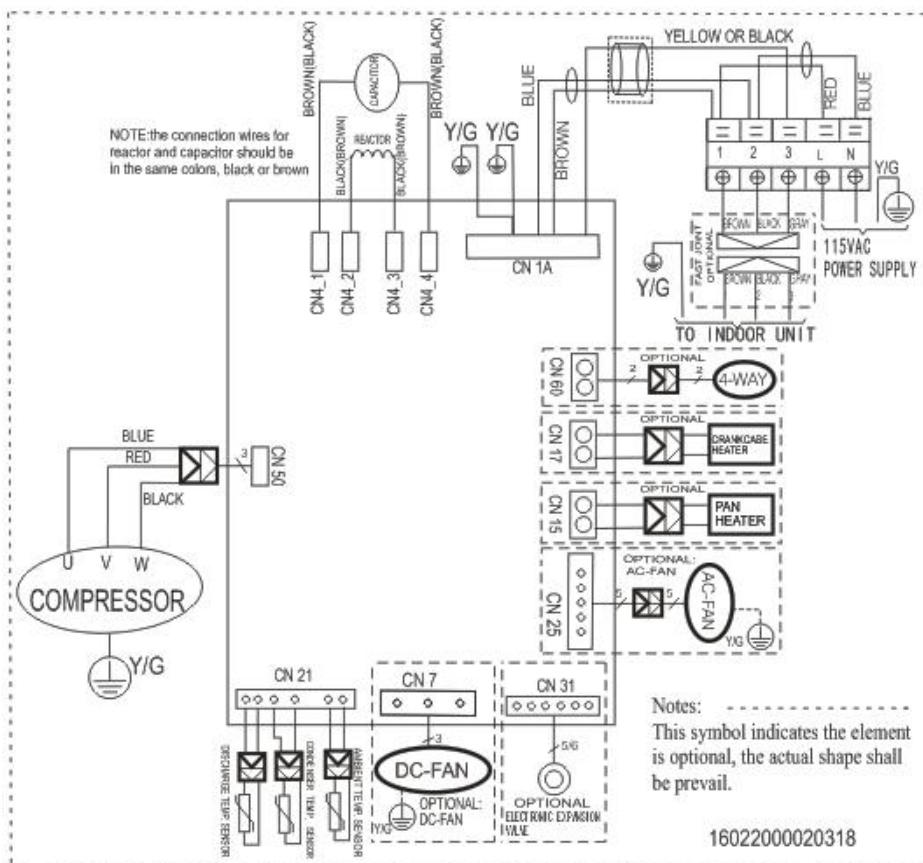 BROWN(BLACK)
CAPACITOR
BROWN(BLACK)
YELLOW OR BLACK
BLUE
BROWN
RED
BLUE
NOTE:the connection wires for
reactor and capacitor should be
in the same colors, black or brown
BLACK(BROWN)
REACTOR
BLACK(BROWN)
Y/G Y/G
1 2 3 L N
Y/G
CN4_1
CN4_2
CN4_3
CN4_4
CN 1A
Y/G
FAST JOINT
OPTIONAL
BROWN BLACK GRAY
BROWN BLACK GRAY
2
115VAC
POWER SUPPLY
TO INDOOR UNIT
CN 60
OPTIONAL
2 2
4-WAY
CN 17
OPTIONAL
CRANKCABE
HEATER
CN 15
OPTIONAL
PAN
HEATER
CN 25
OPTIONAL:
AC-FAN
5 5
AC-FAN
Y/G
BLUE
RED
BLACK
3
CN 50
U V W
COMPRESSOR
Y/G
CN 21
DISCHARGE TEMP. SENSOR
CONDENSER TEMP. SENSOR
AMBIENT TEMP. SENSOR
CN 7
3
DC-FAN
Y/G
OPTIONAL:
DC-FAN
CN 31
5/6
OPTIONAL
ELECTRONIC EXPANSION
VALVE
Notes:
This symbol indicates the element
is optional, the actual shape shall
be prevail.
16022000020318